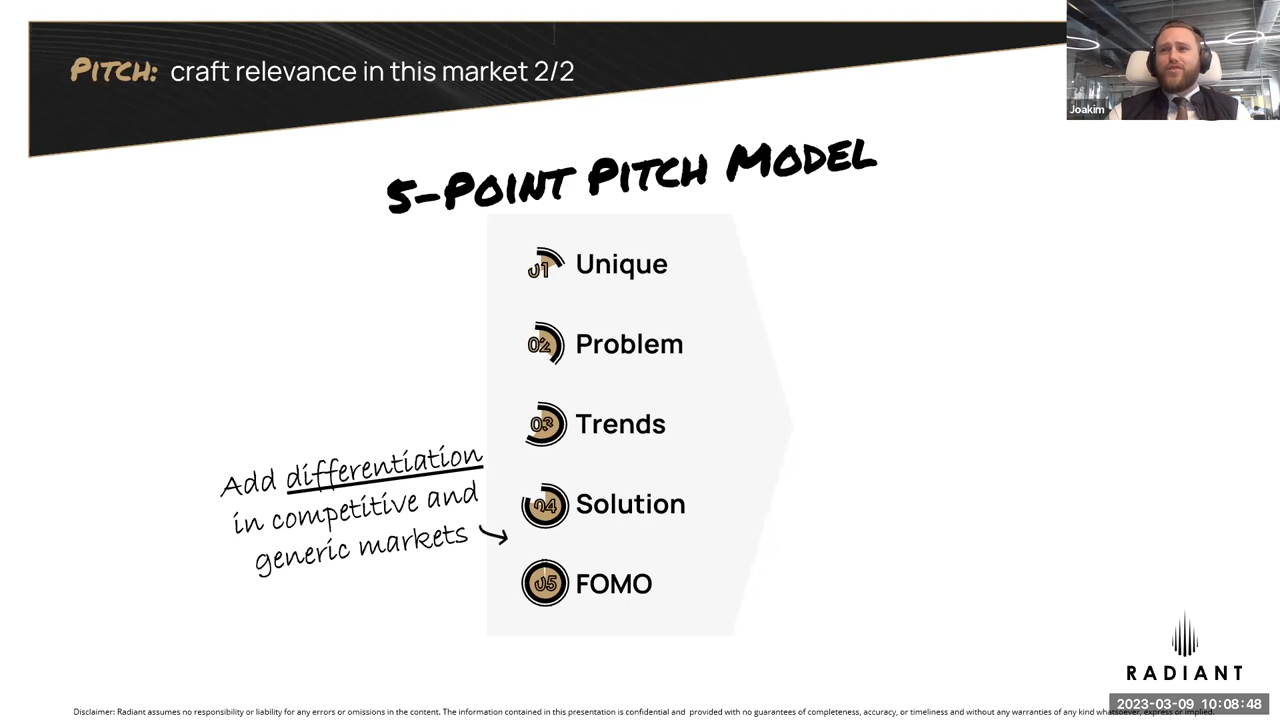 PITCH: craft relevance in this market 2/2
Joakim
5-POINT PITCH MODEL
01 Unique
02 Problem
03 Trends
Add differentiation
in competitive and
generic markets
04 Solution
05 FOMO
RADIANT
2023-03-09 10:08:48
Disclaimer: Radiant assumes no responsibility or liability for any errors or omissions in the content. The information contained in this presentation is confidential and provided with no guarantees of completeness, accuracy, or timeliness and without any warranties of any kind whatsoever, express or implied.